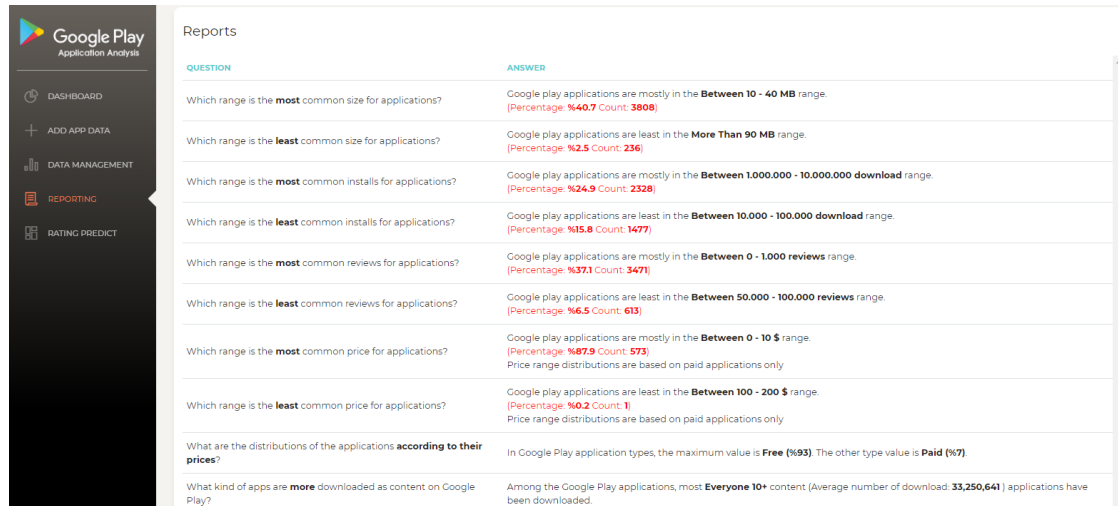 Google Play
Application Analysis
DASHBOARD
ADD APP DATA
DATA MANAGEMENT
REPORTING
RATING PREDICT
Reports
QUESTION ANSWER
Which range is the most common size for applications?
Google play applications are mostly in the Between 10 - 40 MB range.
(Percentage: %40.7 Count: 3808)
Which range is the least common size for applications?
Google play applications are least in the More Than 90 MB range.
(Percentage: %2.5 Count: 236)
Which range is the most common installs for applications?
Google play applications are mostly in the Between 1.000.000 - 10.000.000 download range.
(Percentage: %24.9 Count: 2328)
Which range is the least common installs for applications?
Google play applications are least in the Between 10.000 - 100.000 download range.
(Percentage: %15.8 Count: 1477)
Which range is the most common reviews for applications?
Google play applications are mostly in the Between 0 - 1.000 reviews range.
(Percentage: %37.1 Count: 3471)
Which range is the least common reviews for applications?
Google play applications are least in the Between 50.000 - 100.000 reviews range.
(Percentage: %6.5 Count: 613)
Which range is the most common price for applications?
Google play applications are mostly in the Between 0 - 10 $ range.
(Percentage: %87.9 Count: 573)
Price range distributions are based on paid applications only
Which range is the least common price for applications?
Google play applications are least in the Between 100 - 200 $ range.
(Percentage: %0.2 Count: 1)
Price range distributions are based on paid applications only
What are the distributions of the applications according to their
prices?
In Google Play application types, the maximum value is Free (%93). The other type value is Paid (%7).
What kind of apps are more downloaded as content on Google
Play?
Among the Google Play applications, most Everyone 10+ content (Average number of download: 33,250,641 ) applications have
been downloaded.